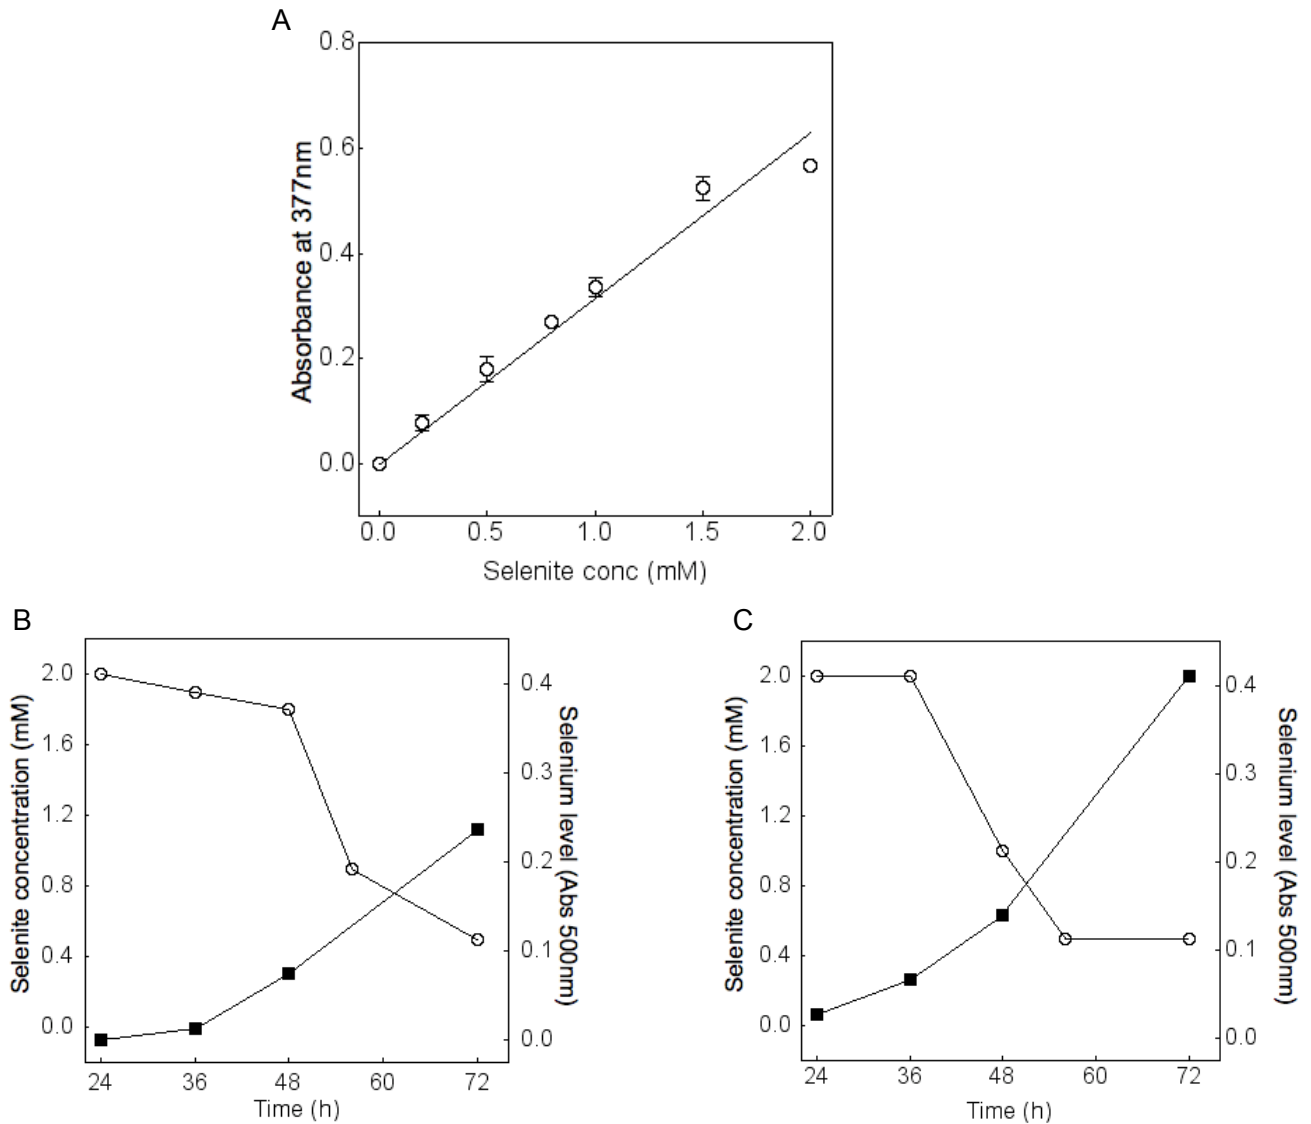 A
0.8
0.6
0.4
0.2
0.0
Absorbance at 377nm
0.0 0.5 1.0 1.5 2.0
Selenite conc (mM)
B
2.0
1.6
1.2
0.8
0.4
0.0
Selenite concentration (mM)
0.4
0.3
0.2
0.1
0.0
Selenium level (Abs 500nm)
24 36 48 60 72
Time (h)
C
2.0
1.6
1.2
0.8
0.4
0.0
Selenite concentration (mM)
0.4
0.3
0.2
0.1
0.0
Selenium level (Abs 500nm)
24 36 48 60 72
Time (h)